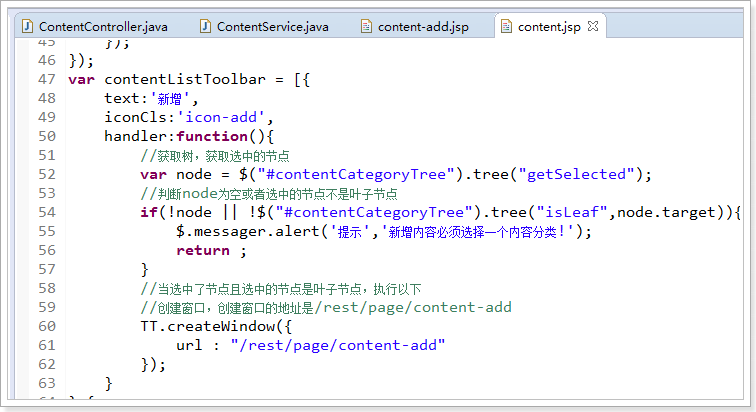 ContentController.java ContentService.java content-add.jsp content.jsp
45 });
46 });
47 var contentListToolbar = [{
48 text:'新增',
49 iconCls:'icon-add',
50 handler:function(){
51 //获取树，获取选中的节点
52 var node = $("#contentCategoryTree").tree("getSelected");
53 //判断node为空或者选中的节点不是叶子节点
54 if(!node || !$("#contentCategoryTree").tree("isLeaf",node.target)){
55 $.messager.alert('提示','新增内容必须选择一个内容分类!');
56 return ;
57 }
58 //当选中了节点且选中的节点是叶子节点，执行以下
59 //创建窗口，创建窗口的地址是/rest/page/content-add
60 TT.createWindow({
61 url : "/rest/page/content-add"
62 });
63 }